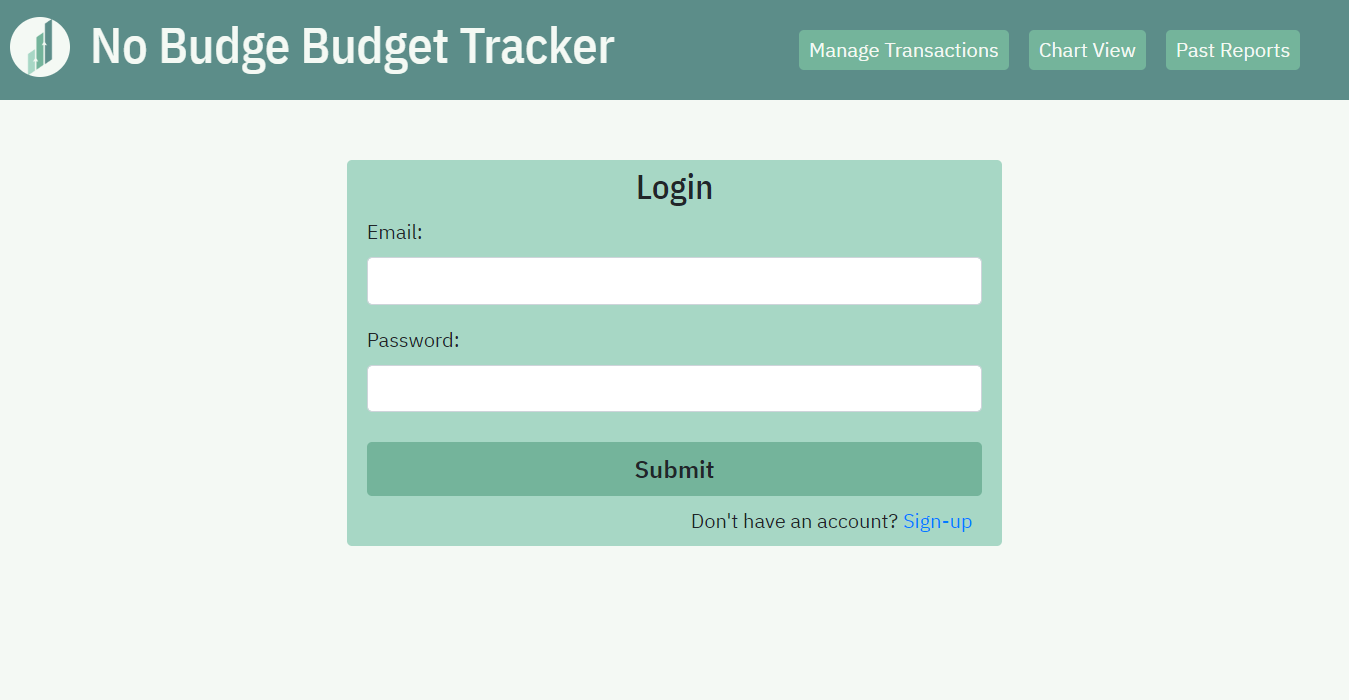 No Budge Budget Tracker
Manage Transactions
Chart View
Past Reports
Login
Email:
Password:
Submit
Don't have an account? Sign-up